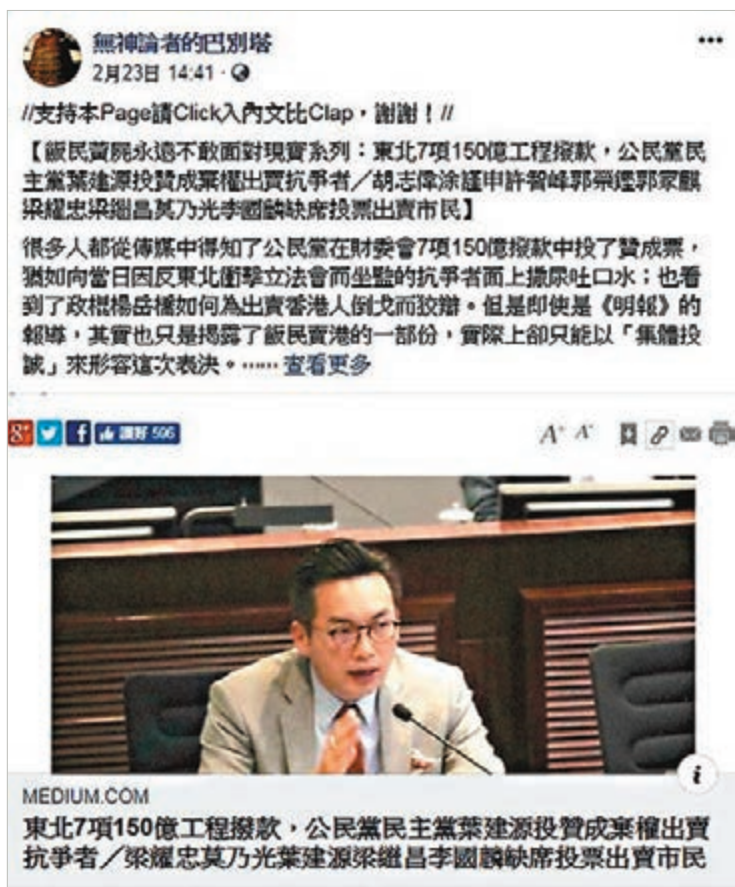 無神論者的巴別塔
2月23日 14:41
//支持本Page請Click入內文比Clap，謝謝！//
【飯民黃屍永遠不敢面對現實系列：東北7項150億工程撥款，公民黨民
主黨葉建源投贊成棄權出賣抗爭者／胡志偉涂謹申許智峰郭榮鏗郭家麒
梁耀忠梁繼昌莫乃光李國麟缺席投票出賣市民】
很多人都從傳媒中得知了公民黨在財委會7項150億撥款中投了贊成票，
猶如向當日因反東北衝擊立法會而坐監的抗爭者面上撒尿吐口水；也看
到了政棍楊岳橋如何為出賣香港人倒戈而狡辯。但是即使是《明報》的
報導，其實也只是揭露了飯民賣港的一部份，實際上卻只能以「集體投
誠」來形容這次表決。⋯⋯ 查看更多
8+ f 讚好 596
A+ A-
i
MEDIUM.COM
東北7項150億工程撥款，公民黨民主黨葉建源投贊成棄權出賣
抗爭者／梁耀忠莫乃光葉建源梁繼昌李國麟缺席投票出賣市民